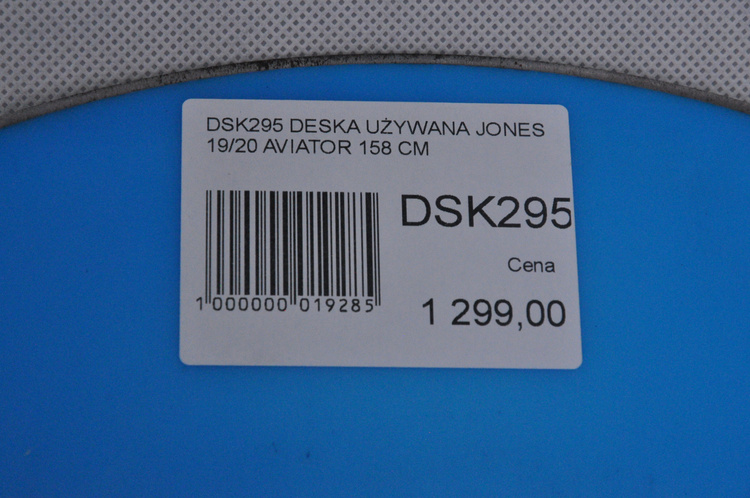 DSK295 DESKA UŻYWANA JONES
19/20 AVIATOR 158 CM
DSK295
Cena
1 000000 019285
1 299,00